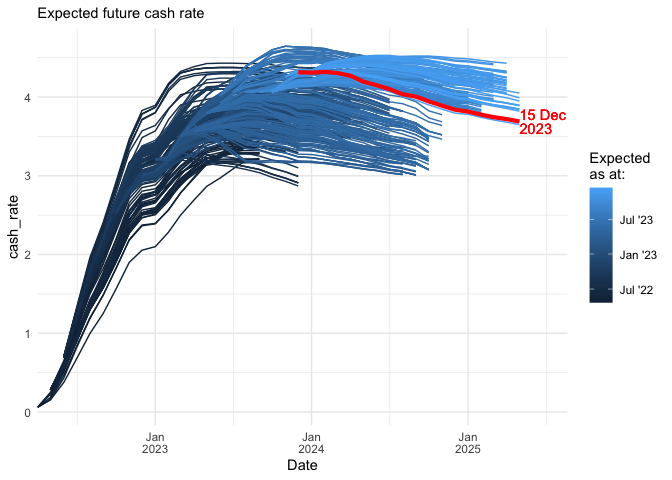 Expected future cash rate
cash_rate
4
3
2
1
0
15 Dec
2023
Jan
2023
Jan
2024
Jan
2025
Date
Expected
as at:
Jul '23
Jan '23
Jul '22